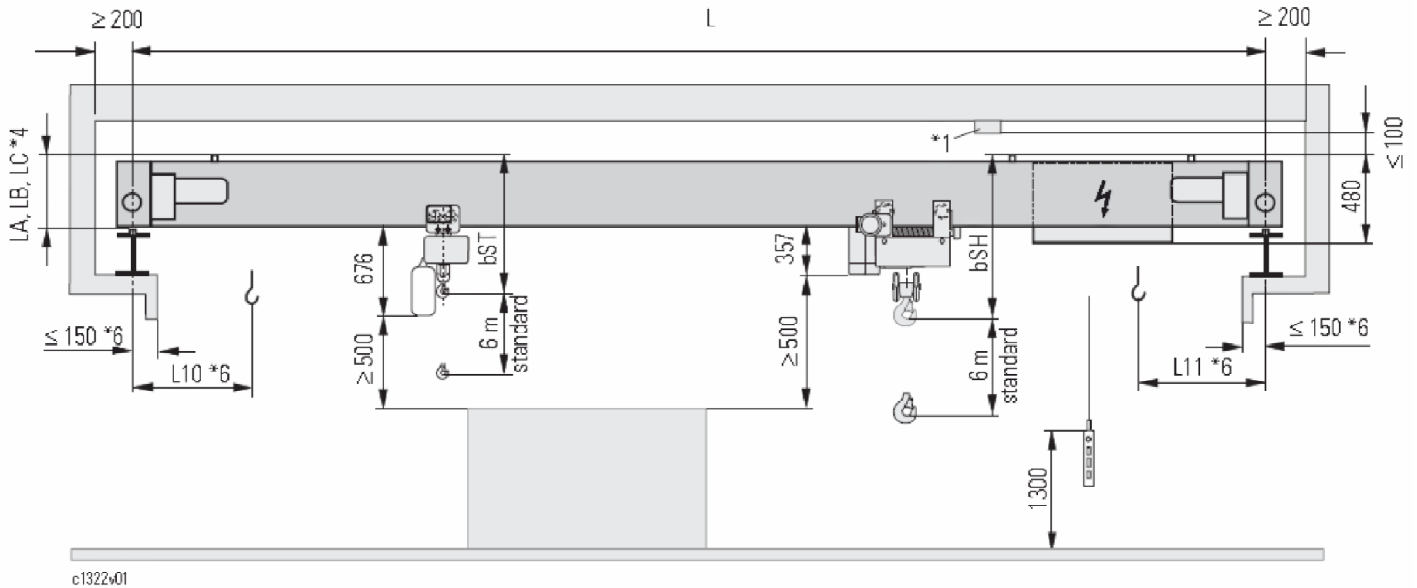 ≥ 200
L
≥ 200
*1
≤ 100
LA, LB, LC *4
480
676
bST
357
bSH
≥ 500
6 m
standard
≥ 500
6 m
standard
≤ 150 *6
≤ 150 *6
L10 *6
L11 *6
1300
c1322v01